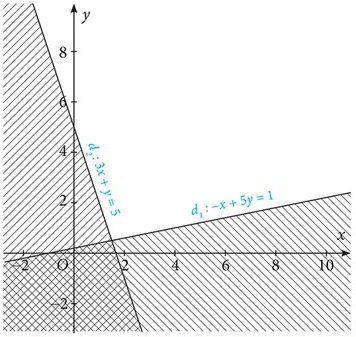 y
8
6
4
2
d₂ : 3x + y = 5
d₁ : −x + 5y = 1
x
−2 O 2 4 6 8 10
−2